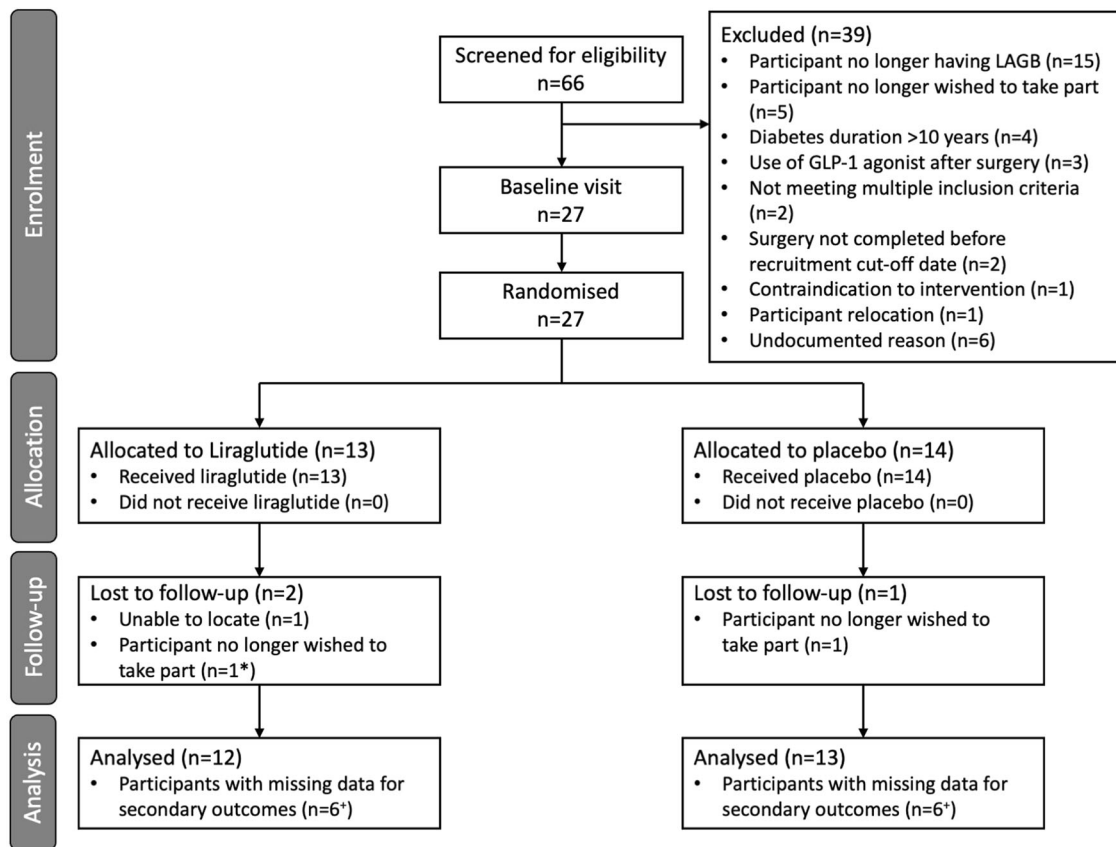 Enrolment
Screened for eligibility
n=66
Excluded (n=39)
• Participant no longer having LAGB (n=15)
• Participant no longer wished to take part
(n=5)
• Diabetes duration >10 years (n=4)
• Use of GLP-1 agonist after surgery (n=3)
• Not meeting multiple inclusion criteria
(n=2)
• Surgery not completed before
recruitment cut-off date (n=2)
• Contraindication to intervention (n=1)
• Participant relocation (n=1)
• Undocumented reason (n=6)
Baseline visit
n=27
Randomised
n=27
Allocation
Allocated to Liraglutide (n=13)
• Received liraglutide (n=13)
• Did not receive liraglutide (n=0)
Allocated to placebo (n=14)
• Received placebo (n=14)
• Did not receive placebo (n=0)
Follow-up
Lost to follow-up (n=2)
• Unable to locate (n=1)
• Participant no longer wished to
take part (n=1*)
Lost to follow-up (n=1)
• Participant no longer wished to
take part (n=1)
Analysis
Analysed (n=12)
• Participants with missing data for
secondary outcomes (n=6⁺)
Analysed (n=13)
• Participants with missing data for
secondary outcomes (n=6⁺)